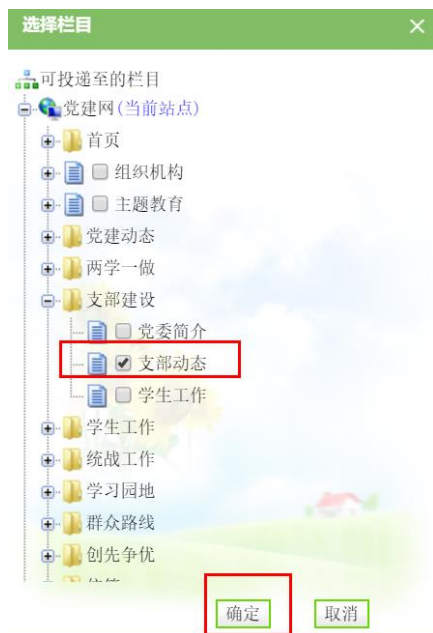 选择栏目
可投递至的栏目
党建网(当前站点)
首页
组织机构
主题教育
党建动态
两学一做
支部建设
党委简介
支部动态
学生工作
学生工作
统战工作
学习园地
群众路线
创先争优
确定 取消